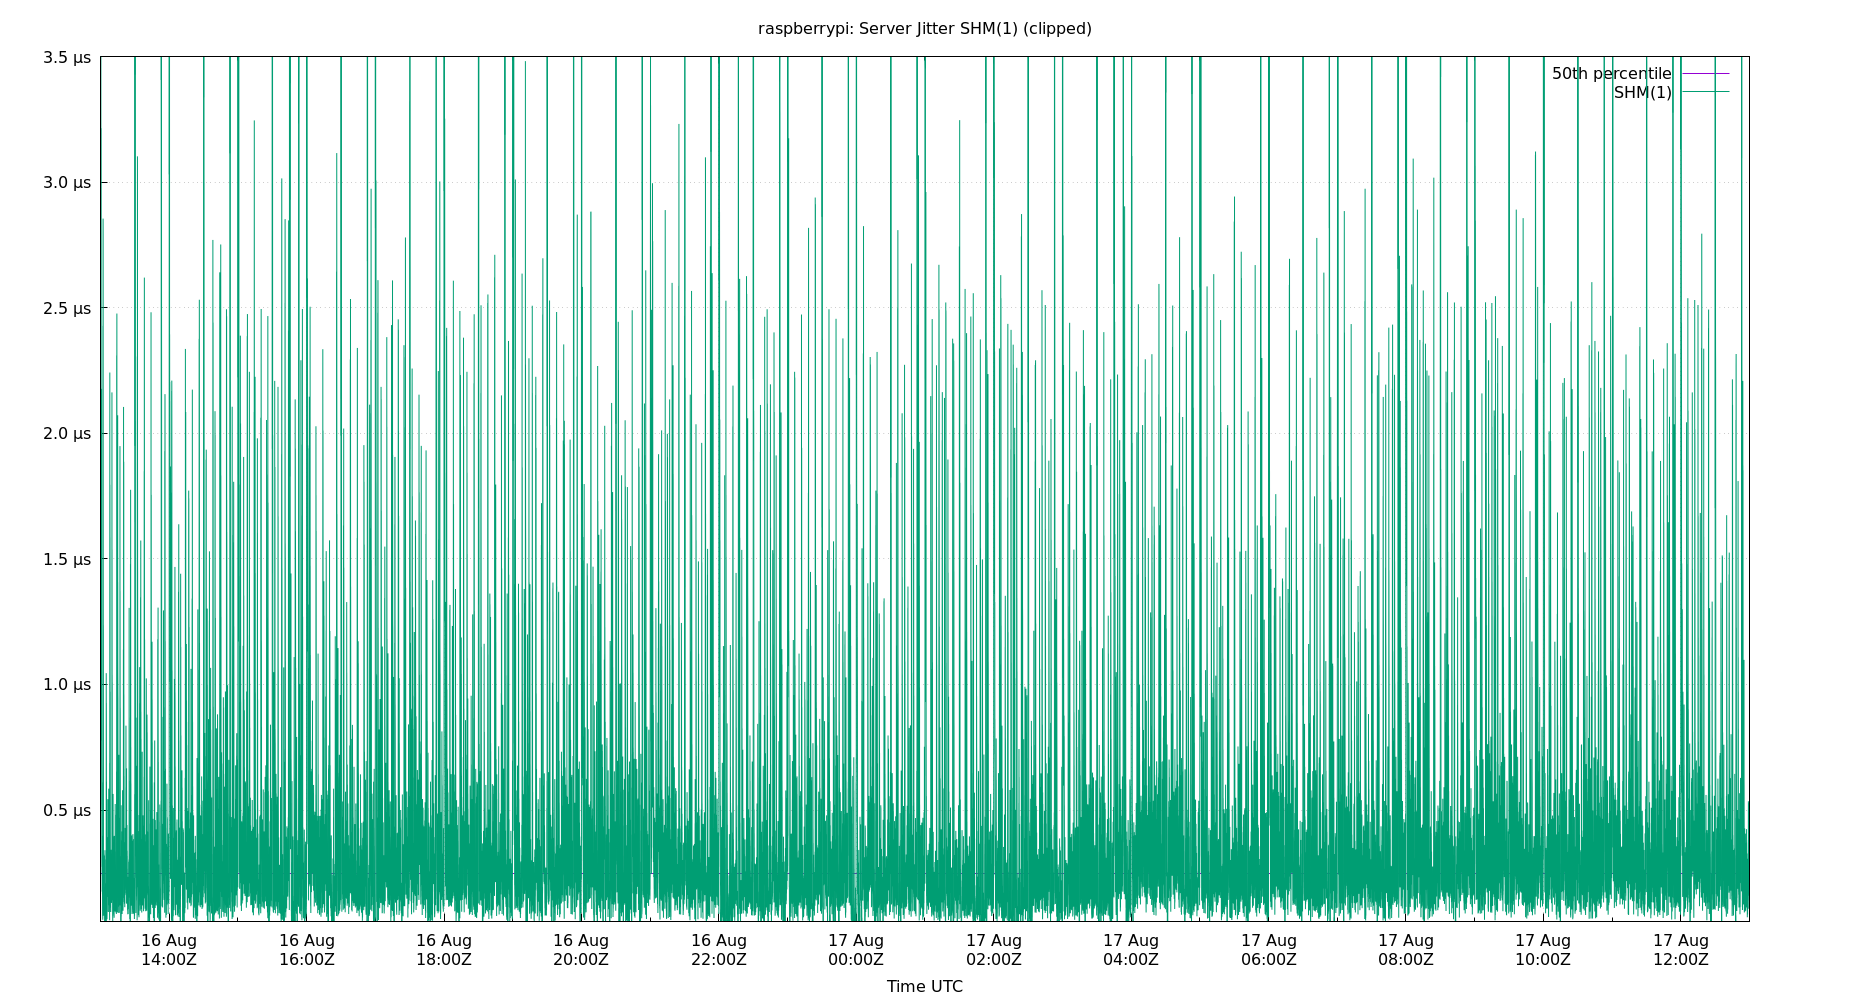 raspberrypi: Server Jitter SHM(1) (clipped)
3.5 µs
3.0 µs
2.5 µs
2.0 µs
1.5 µs
1.0 µs
0.5 µs
50th percentile
SHM(1)
16 Aug 16 Aug 16 Aug 16 Aug 16 Aug 17 Aug 17 Aug 17 Aug 17 Aug 17 Aug 17 Aug 17 Aug
14:00Z 16:00Z 18:00Z 20:00Z 22:00Z 00:00Z 02:00Z 04:00Z 06:00Z 08:00Z 10:00Z 12:00Z
Time UTC